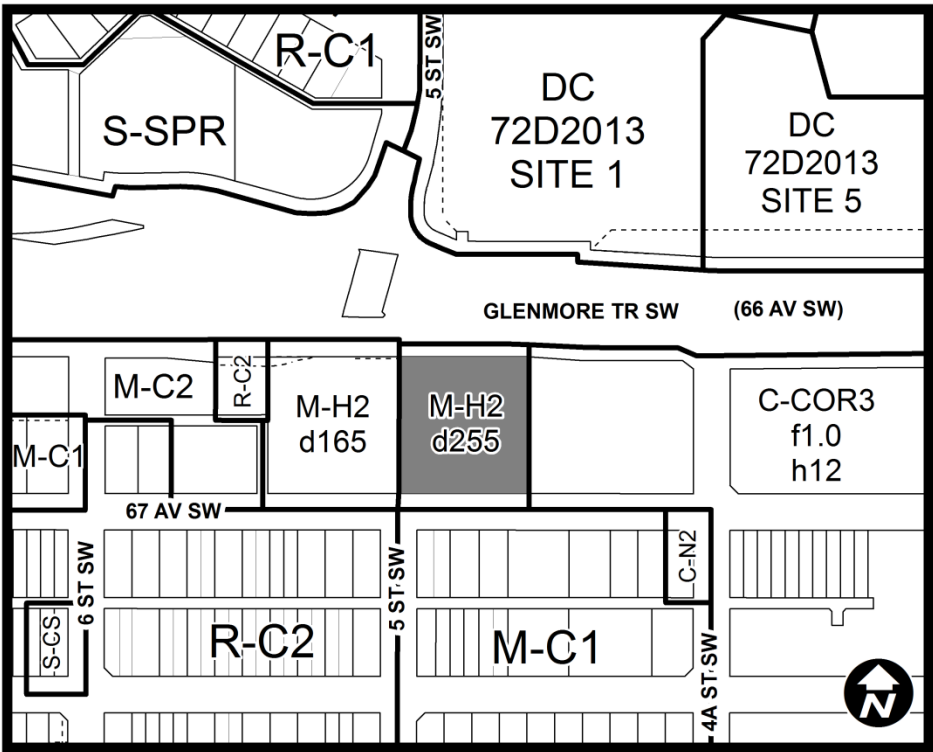 R-C1
5 ST SW
S-SPR
DC
72D2013
SITE 1
DC
72D2013
SITE 5
GLENMORE TR SW (66 AV SW)
M-C2
R-C2
M-H2
d165
M-H2
d255
C-COR3
f1.0
h12
M-C1
67 AV SW
6 ST SW
5 ST SW
C-N2
S-CS
R-C2
M-C1
4A ST SW
N